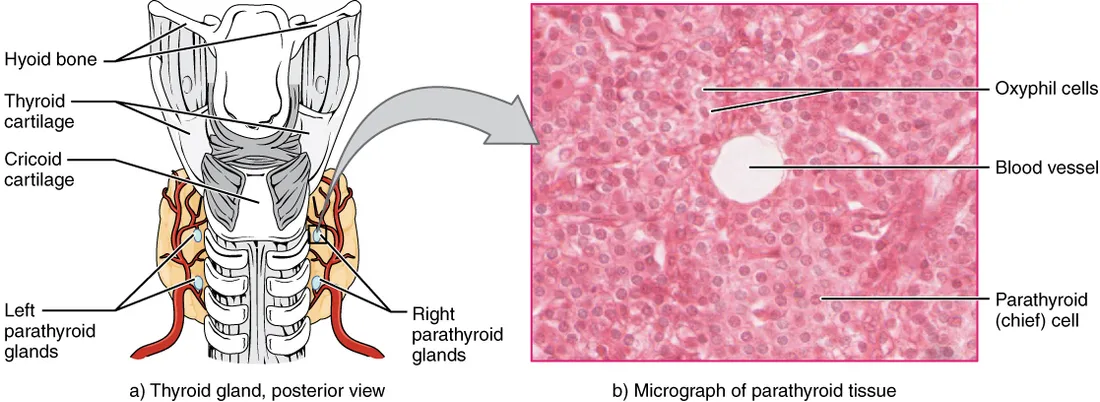 Hyoid bone
Thyroid
cartilage
Cricoid
cartilage
Left
parathyroid
glands
Right
parathyroid
glands
a) Thyroid gland, posterior view
Oxyphil cells
Blood vessel
Parathyroid
(chief) cell
b) Micrograph of parathyroid tissue